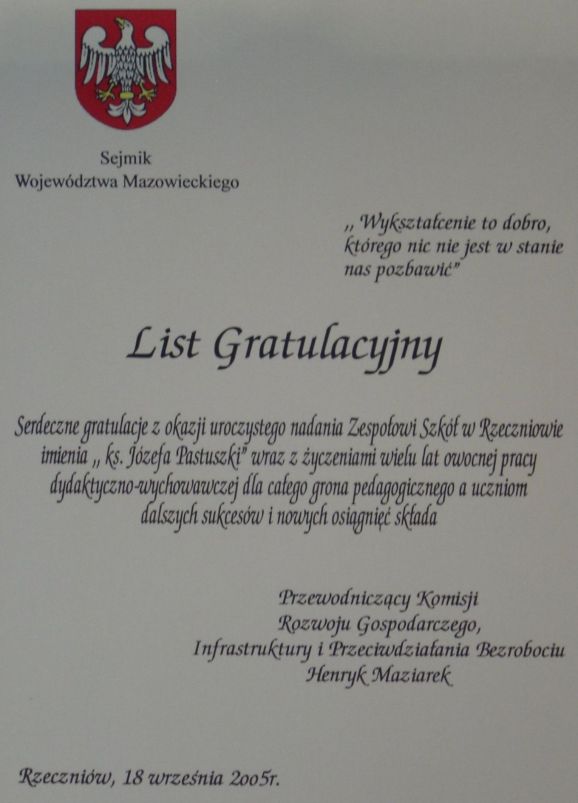 Sejmik
Województwa Mazowieckiego
,, Wykształcenie to dobro,
którego nic nie jest w stanie
nas pozbawić"
List Gratulacyjny
Serdeczne gratulacje z okazji uroczystego nadania Zespołowi Szkół w Rzeczniowie
imienia ,, ks. Józefa Pastuszki" wraz z życzeniami wielu lat owocnej pracy
dydaktyczno-wychowawczej dla całego grona pedagogicznego a uczniom
dalszych sukcesów i nowych osiągnięć składa
Przewodniczący Komisji
Rozwoju Gospodarczego,
Infrastruktury i Przeciwdziałania Bezrobociu
Henryk Maziarek
Rzeczniów, 18 września 2005r.